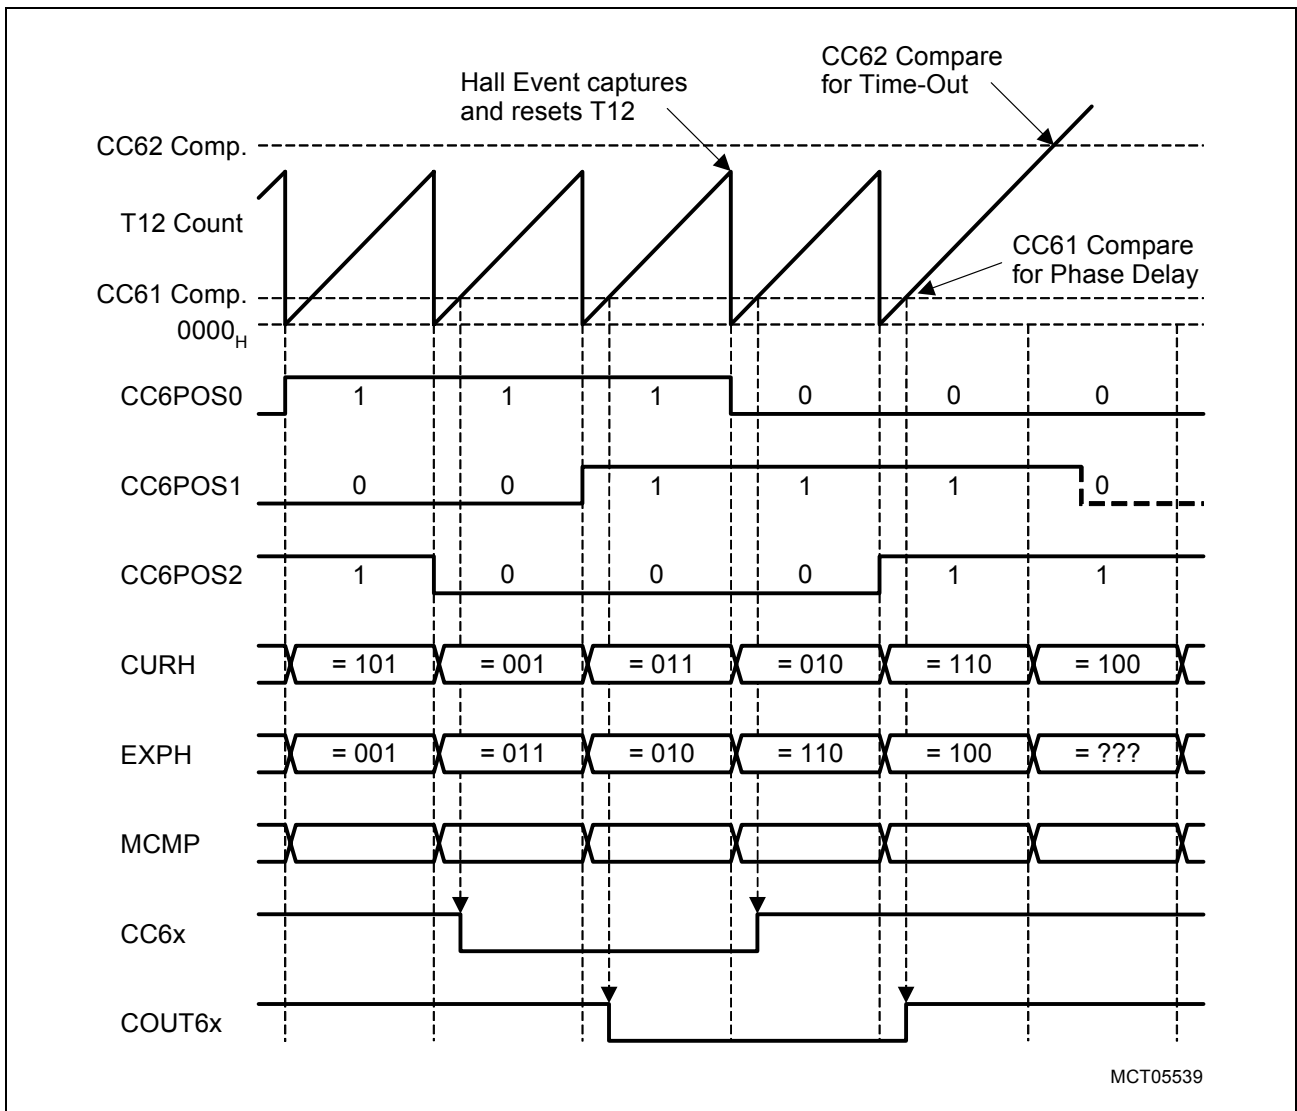 CC62 Compare
for Time-Out
Hall Event captures
and resets T12
CC62 Comp.
T12 Count
CC61 Compare
for Phase Delay
CC61 Comp.
0000H
CC6POS0 1 1 1 0 0 0
CC6POS1 0 0 1 1 1 0
CC6POS2 1 0 0 0 1 1
CURH = 101 = 001 = 011 = 010 = 110 = 100
EXPH = 001 = 011 = 010 = 110 = 100 = ???
MCMP
CC6x
COUT6x
MCT05539